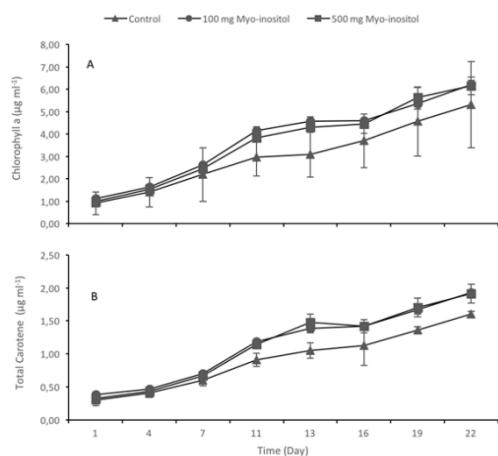 Control 100 mg Myo-inositol 500 mg Myo-inositol
A
Chlorophyll a (µg ml⁻¹)
8,00
7,00
6,00
5,00
4,00
3,00
2,00
1,00
0,00
B
Total Carotene (µg ml⁻¹)
2,50
2,00
1,50
1,00
0,50
0,00
1 4 7 11 13 16 19 22
Time (Day)